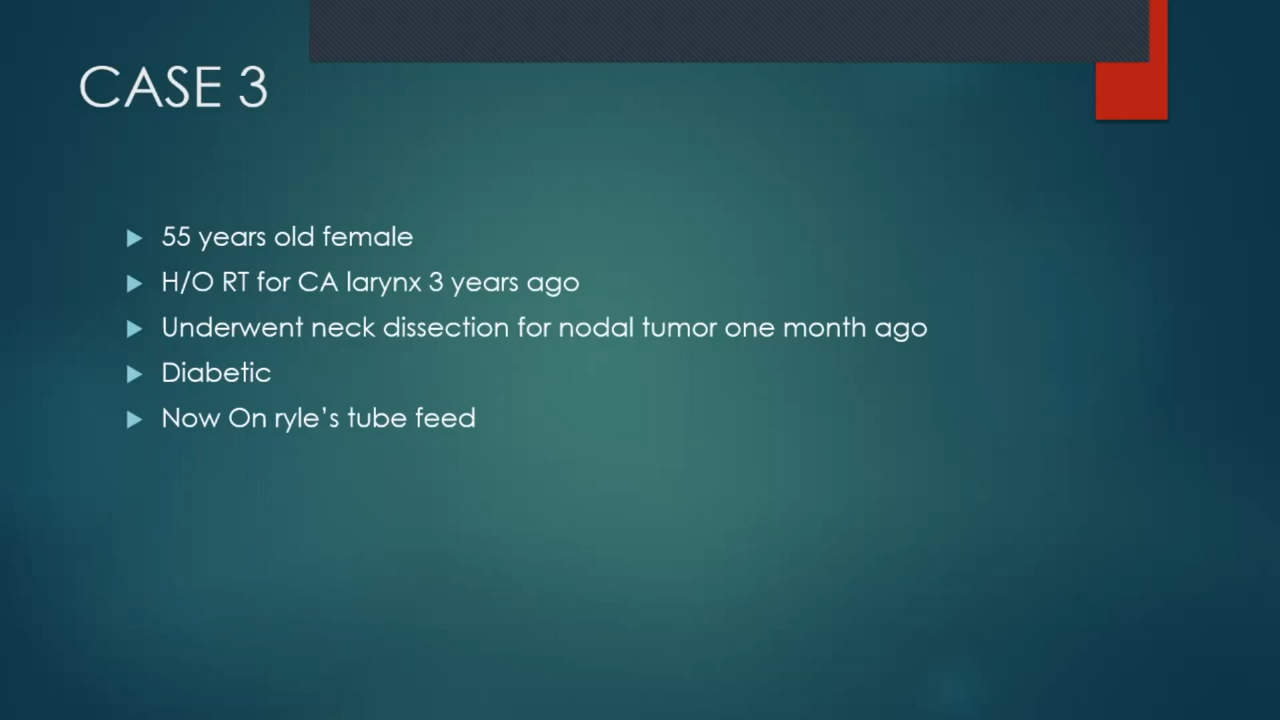 CASE 3
55 years old female
H/O RT for CA larynx 3 years ago
Underwent neck dissection for nodal tumor one month ago
Diabetic
Now On ryle’s tube feed